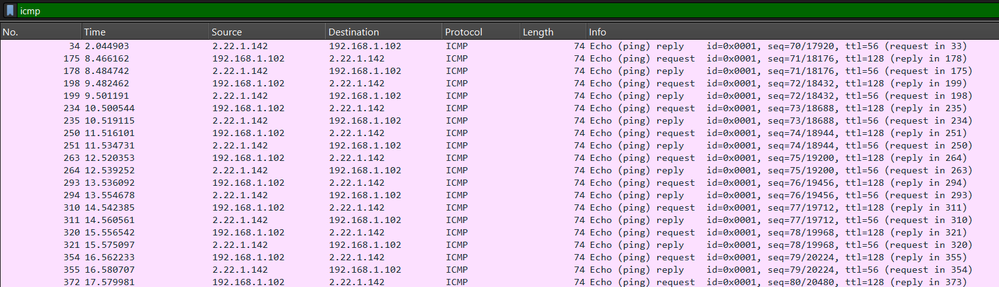 icmp
No. Time Source Destination Protocol Length Info
34 2.044903 2.22.1.142 192.168.1.102 ICMP 74 Echo (ping) reply id=0x0001, seq=70/17920, ttl=56 (request in 33)
175 8.466162 192.168.1.102 2.22.1.142 ICMP 74 Echo (ping) request id=0x0001, seq=71/18176, ttl=128 (reply in 178)
178 8.484742 2.22.1.142 192.168.1.102 ICMP 74 Echo (ping) reply id=0x0001, seq=71/18176, ttl=56 (request in 175)
198 9.482462 192.168.1.102 2.22.1.142 ICMP 74 Echo (ping) request id=0x0001, seq=72/18432, ttl=128 (reply in 199)
199 9.501191 2.22.1.142 192.168.1.102 ICMP 74 Echo (ping) reply id=0x0001, seq=72/18432, ttl=56 (request in 198)
234 10.500544 192.168.1.102 2.22.1.142 ICMP 74 Echo (ping) request id=0x0001, seq=73/18688, ttl=128 (reply in 235)
235 10.519115 2.22.1.142 192.168.1.102 ICMP 74 Echo (ping) reply id=0x0001, seq=73/18688, ttl=56 (request in 234)
250 11.516101 192.168.1.102 2.22.1.142 ICMP 74 Echo (ping) request id=0x0001, seq=74/18944, ttl=128 (reply in 251)
251 11.534731 2.22.1.142 192.168.1.102 ICMP 74 Echo (ping) reply id=0x0001, seq=74/18944, ttl=56 (request in 250)
263 12.520353 192.168.1.102 2.22.1.142 ICMP 74 Echo (ping) request id=0x0001, seq=75/19200, ttl=128 (reply in 264)
264 12.539252 2.22.1.142 192.168.1.102 ICMP 74 Echo (ping) reply id=0x0001, seq=75/19200, ttl=56 (request in 263)
293 13.536092 192.168.1.102 2.22.1.142 ICMP 74 Echo (ping) request id=0x0001, seq=76/19456, ttl=128 (reply in 294)
294 13.554678 2.22.1.142 192.168.1.102 ICMP 74 Echo (ping) reply id=0x0001, seq=76/19456, ttl=56 (request in 293)
310 14.542385 192.168.1.102 2.22.1.142 ICMP 74 Echo (ping) request id=0x0001, seq=77/19712, ttl=128 (reply in 311)
311 14.560561 2.22.1.142 192.168.1.102 ICMP 74 Echo (ping) reply id=0x0001, seq=77/19712, ttl=56 (request in 310)
320 15.556542 192.168.1.102 2.22.1.142 ICMP 74 Echo (ping) request id=0x0001, seq=78/19968, ttl=128 (reply in 321)
321 15.575097 2.22.1.142 192.168.1.102 ICMP 74 Echo (ping) reply id=0x0001, seq=78/19968, ttl=56 (request in 320)
354 16.562233 192.168.1.102 2.22.1.142 ICMP 74 Echo (ping) request id=0x0001, seq=79/20224, ttl=128 (reply in 355)
355 16.580707 2.22.1.142 192.168.1.102 ICMP 74 Echo (ping) reply id=0x0001, seq=79/20224, ttl=56 (request in 354)
372 17.579981 192.168.1.102 2.22.1.142 ICMP 74 Echo (ping) request id=0x0001, seq=80/20480, ttl=128 (reply in 373)